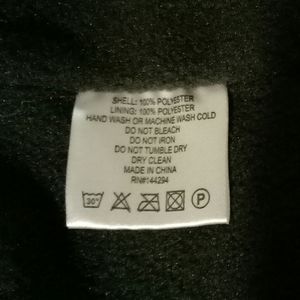 SHELL: 100% POLYESTER
LINING: 100% POLYESTER
HAND WASH OR MACHINE WASH COLD
DO NOT BLEACH
DO NOT IRON
DO NOT TUMBLE DRY
DRY CLEAN
MADE IN CHINA
RN#144294
30° P